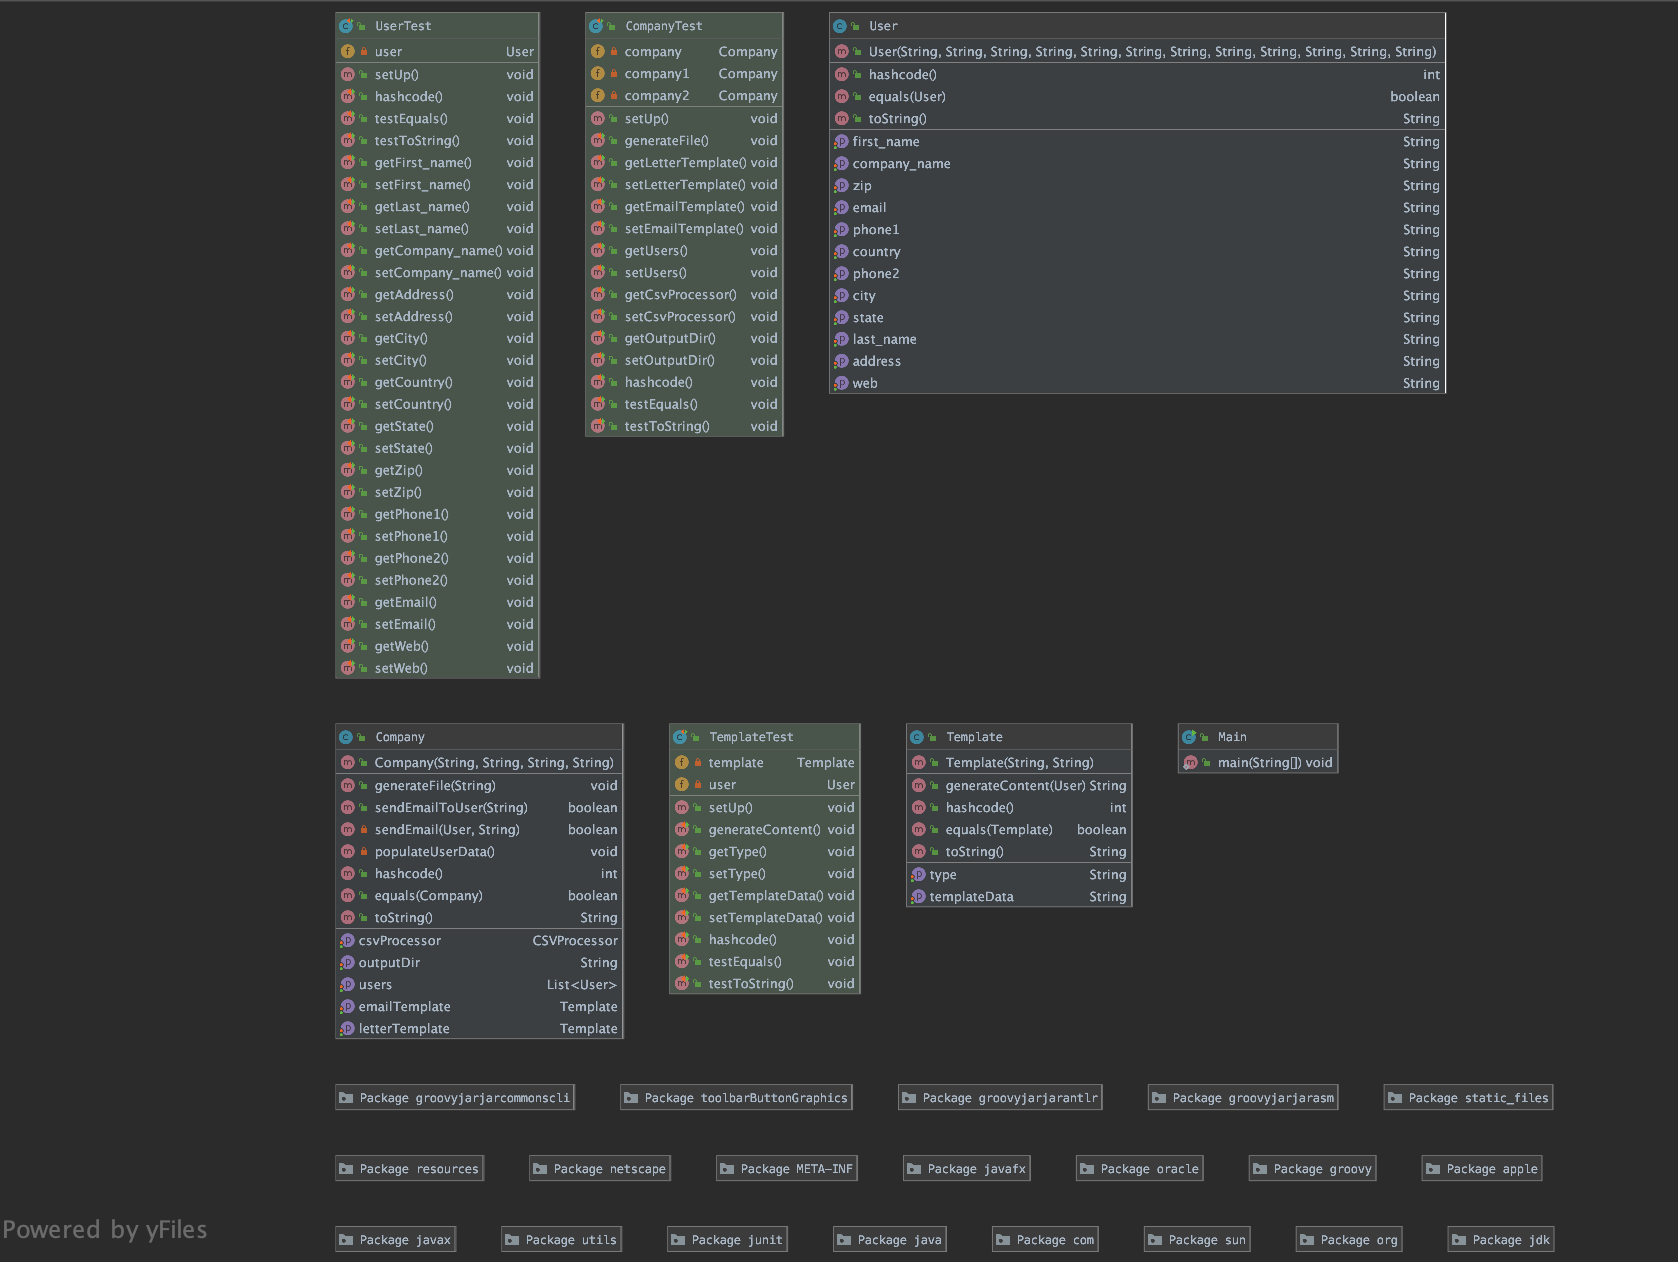 UserTest
user User
setUp() void
hashcode() void
testEquals() void
testToString() void
getFirst_name() void
setFirst_name() void
getLast_name() void
setLast_name() void
getCompany_name() void
setCompany_name() void
getAddress() void
setAddress() void
getCity() void
setCity() void
getCountry() void
setCountry() void
getState() void
setState() void
getZip() void
setZip() void
getPhone1() void
setPhone1() void
getPhone2() void
setPhone2() void
getEmail() void
setEmail() void
getWeb() void
setWeb() void
CompanyTest
company Company
company1 Company
company2 Company
setUp() void
generateFile() void
getLetterTemplate() void
setLetterTemplate() void
getEmailTemplate() void
setEmailTemplate() void
getUsers() void
setUsers() void
getCsvProcessor() void
setCsvProcessor() void
getOutputDir() void
setOutputDir() void
hashcode() void
testEquals() void
testToString() void
User
User(String, String, String, String, String, String, String, String, String, String, String, String)
hashcode() int
equals(User) boolean
toString() String
first_name String
company_name String
zip String
email String
phone1 String
country String
phone2 String
city String
state String
last_name String
address String
web String
Company
Company(String, String, String, String)
generateFile(String) void
sendEmailToUser(String) boolean
sendEmail(User, String) boolean
populateUserData() void
hashcode() int
equals(Company) boolean
toString() String
csvProcessor CSVProcessor
outputDir String
users List<User>
emailTemplate Template
letterTemplate Template
TemplateTest
template Template
user User
setUp() void
generateContent() void
getType() void
setType() void
getTemplateData() void
setTemplateData() void
hashcode() void
testEquals() void
testToString() void
Template
Template(String, String)
generateContent(User) String
hashcode() int
equals(Template) boolean
toString() String
type String
templateData String
Main
main(String[]) void
Package groovyjarjarcommonscli
Package toolbarButtonGraphics
Package groovyjarjarantlr
Package groovyjarjarasm
Package static_files
Package resources
Package netscape
Package META-INF
Package javafx
Package oracle
Package groovy
Package apple
Package javax
Package utils
Package junit
Package java
Package com
Package sun
Package org
Package jdk
Powered by yFiles